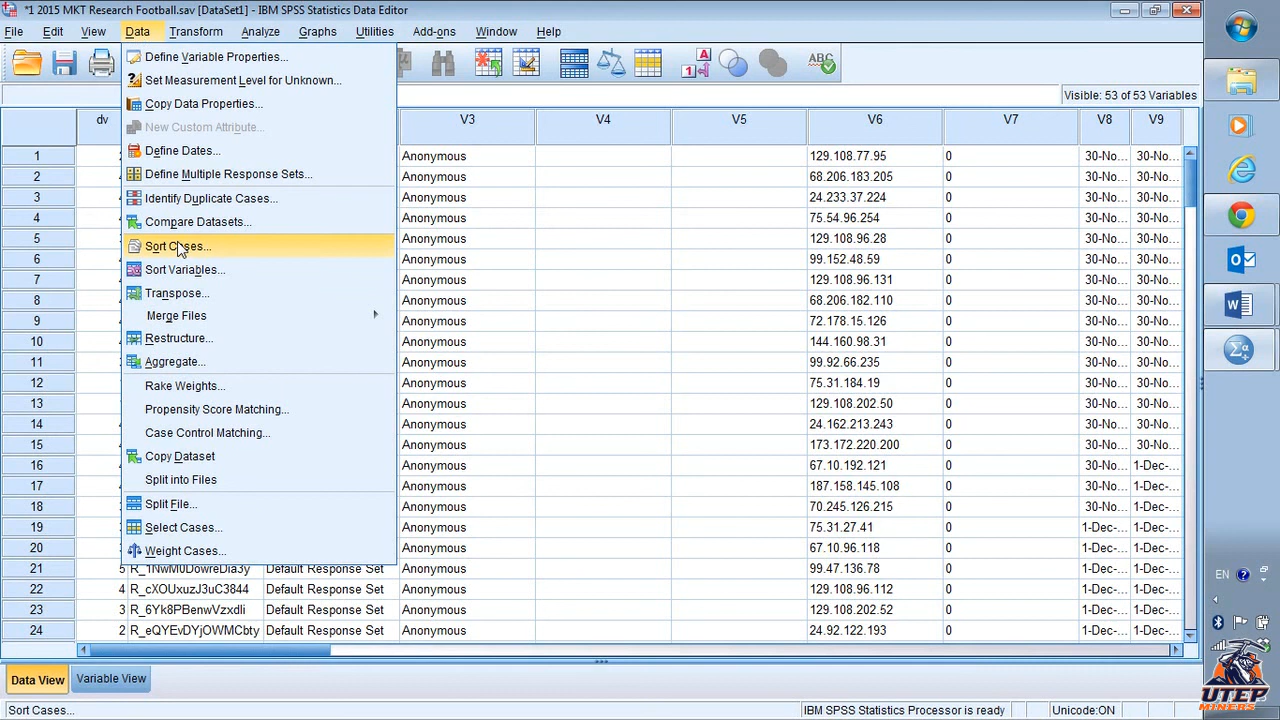 *1 2015 MKT Research Football.sav [DataSet1] - IBM SPSS Statistics Data Editor
File Edit View Data Transform Analyze Graphs Utilities Add-ons Window Help
A
1
ABC
Visible: 53 of 53 Variables
Define Variable Properties...
Set Measurement Level for Unknown...
Copy Data Properties...
New Custom Attribute...
Define Dates...
Define Multiple Response Sets...
Identify Duplicate Cases...
Compare Datasets...
Sort Cases...
Sort Variables...
Transpose...
Merge Files
Restructure...
Aggregate...
Rake Weights...
Propensity Score Matching...
Case Control Matching...
Copy Dataset
Split into Files
Split File...
Select Cases...
Weight Cases...
dv V3 V4 V5 V6 V7 V8 V9
1 Anonymous 129.108.77.95 0 30-No... 30-No...
2 Anonymous 68.206.183.205 0 30-No... 30-No...
3 Anonymous 24.233.37.224 0 30-No... 30-No...
4 Anonymous 75.54.96.254 0 30-No... 30-No...
5 Anonymous 129.108.96.28 0 30-No... 30-No...
6 Anonymous 99.152.48.59 0 30-No... 30-No...
7 Anonymous 129.108.96.131 0 30-No... 30-No...
8 Anonymous 68.206.182.110 0 30-No... 30-No...
9 Anonymous 72.178.15.126 0 30-No... 30-No...
10 Anonymous 144.160.98.31 0 30-No... 30-No...
11 Anonymous 99.92.66.235 0 30-No... 30-No...
12 Anonymous 75.31.184.19 0 30-No... 30-No...
13 Anonymous 129.108.202.50 0 30-No... 30-No...
14 Anonymous 24.162.213.243 0 30-No... 30-No...
15 Anonymous 173.172.220.200 0 30-No... 30-No...
16 Anonymous 67.10.192.121 0 30-No... 1-Dec-...
17 Anonymous 187.158.145.108 0 30-No... 1-Dec-...
18 Anonymous 70.245.126.215 0 30-No... 1-Dec-...
19 Anonymous 75.31.27.41 0 1-Dec-... 1-Dec-...
20 Anonymous 67.10.96.118 0 1-Dec-... 1-Dec-...
21 5 R_1NwM0DowreDia3y Default Response Set Anonymous 99.47.136.78 0 1-Dec-... 1-Dec-...
22 4 R_cXOUxuzJ3uC3844 Default Response Set Anonymous 129.108.96.112 0 1-Dec-... 1-Dec-...
23 3 R_6Yk8PBenwVzxdli Default Response Set Anonymous 129.108.202.52 0 1-Dec-... 1-Dec-...
24 2 R_eQYEvDYjOWMCbty Default Response Set Anonymous 24.92.122.193 0 1-Dec-... 1-Dec-...
Data View Variable View
Sort Cases... IBM SPSS Statistics Processor is ready Unicode:ON
EN
UTEP
MINERS